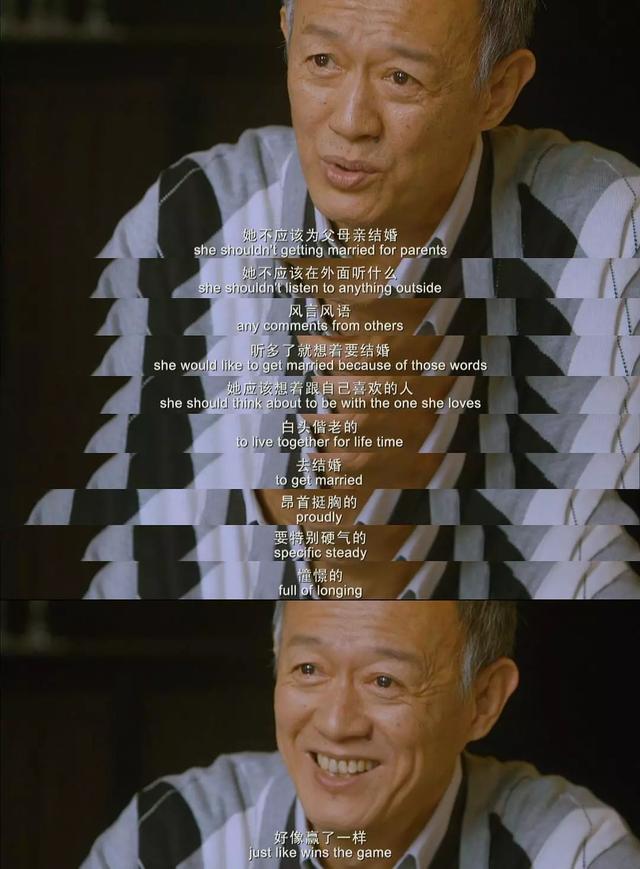 她不应该为父母亲结婚
she shouldn't getting married for parents
她不应该在外面听什么
she shouldn't listen to anything outside
风言风语
any comments from others
听多了就想着要结婚
she would like to get married because of those words
她应该想着跟自己喜欢的人
she should think about to be with the one she loves
白头偕老的
to live together for life time
去结婚
to get married
昂首挺胸的
proudly
要特别硬气的
specific steady
憧憬的
full of longing
好像赢了一样
just like wins the game